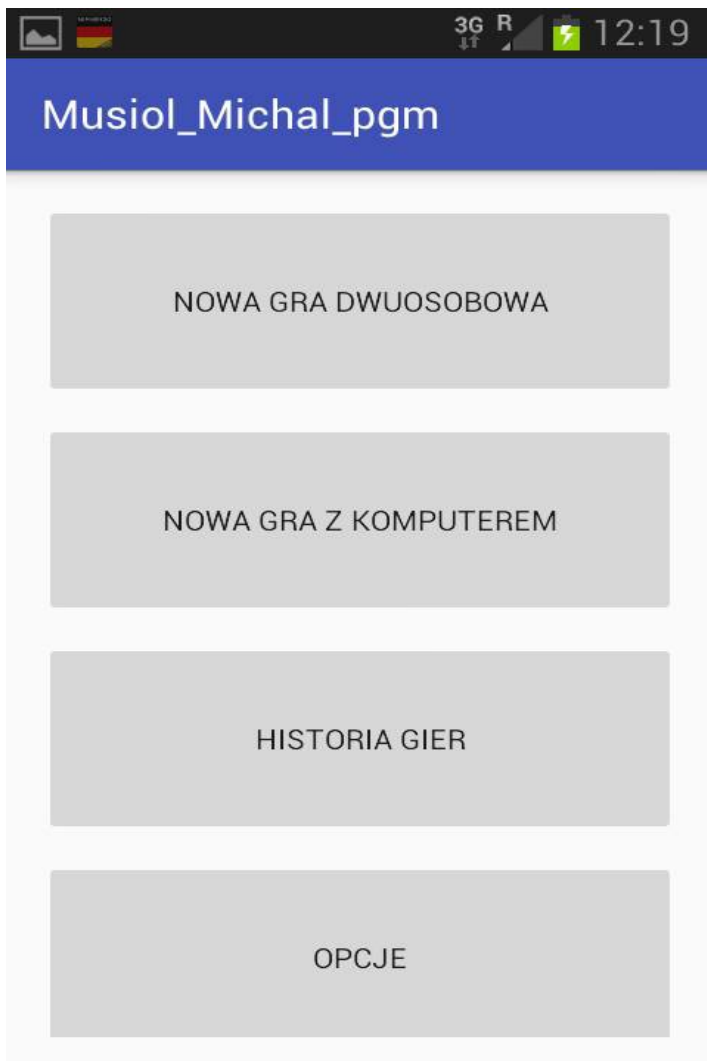 3G R 12:19
Musiol_Michal_pgm
NOWA GRA DWUOSOBOWA
NOWA GRA Z KOMPUTEREM
HISTORIA GIER
OPCJE